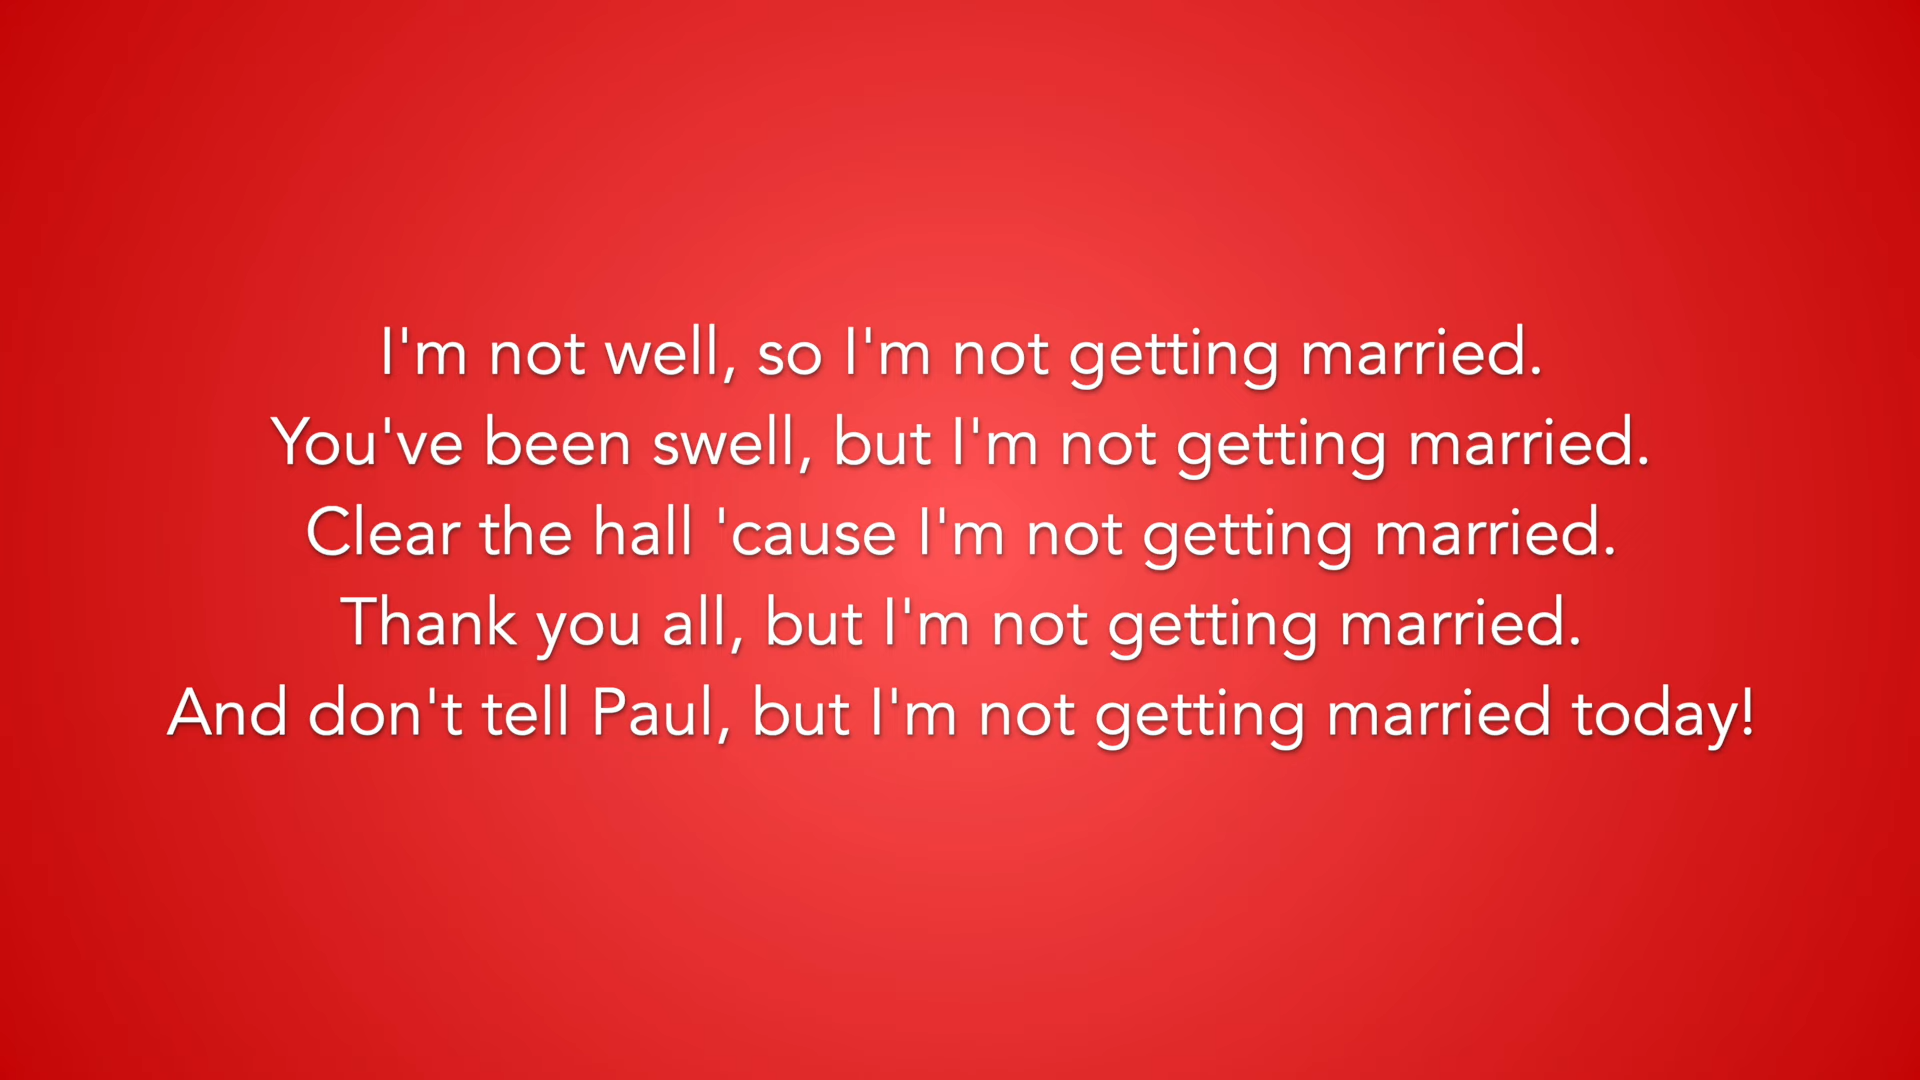 I'm not well, so I'm not getting married.
You've been swell, but I'm not getting married.
Clear the hall 'cause I'm not getting married.
Thank you all, but I'm not getting married.
And don't tell Paul, but I'm not getting married today!